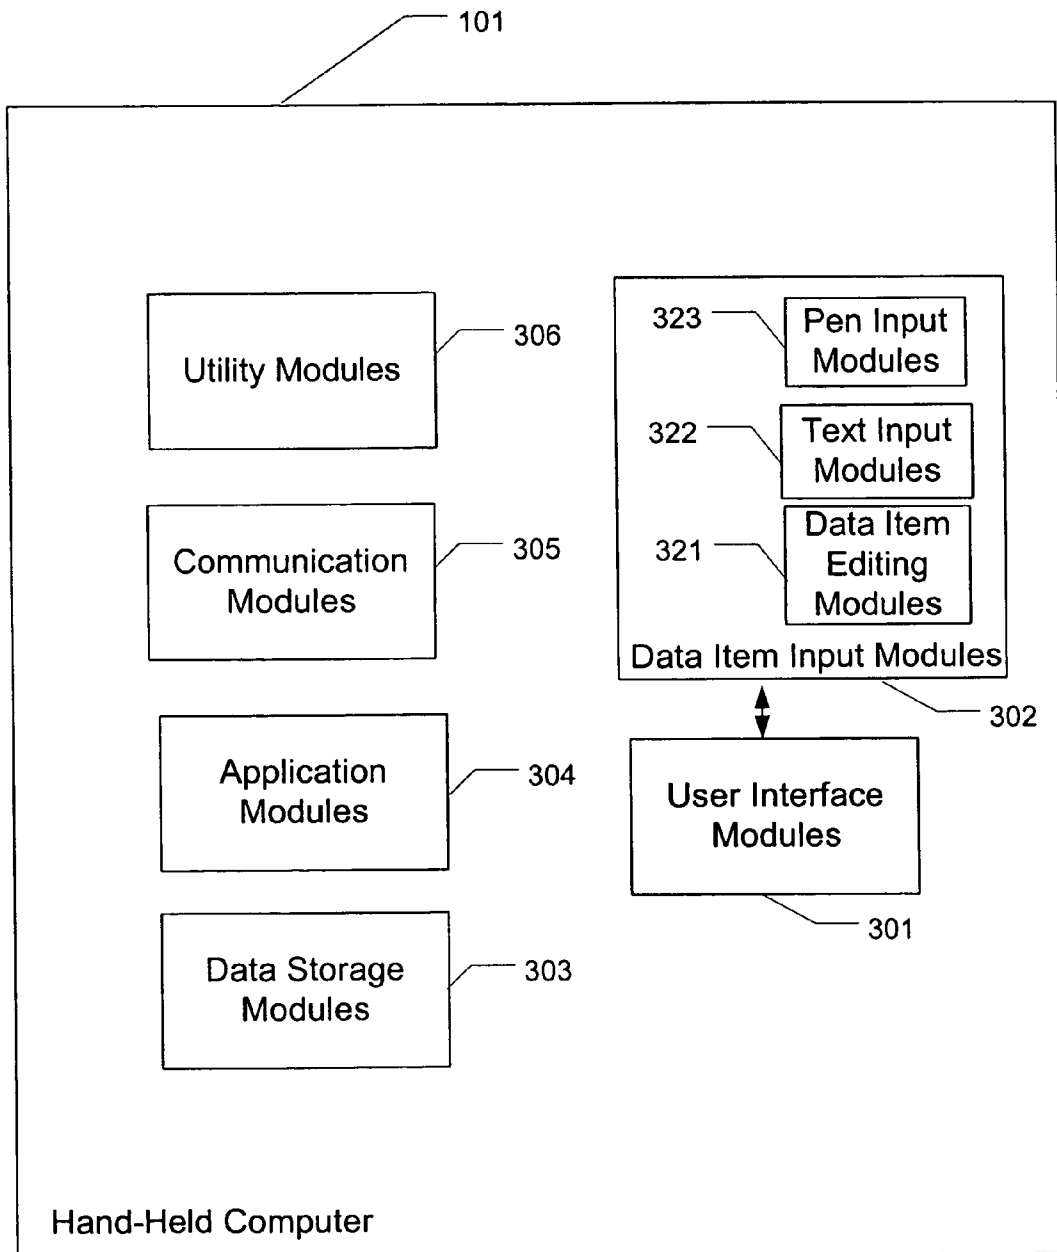 101
Utility Modules
306
Communication
Modules
305
Application
Modules
304
Data Storage
Modules
303
323
Pen Input
Modules
322
Text Input
Modules
321
Data Item
Editing
Modules
Data Item Input Modules
302
User Interface
Modules
301
Hand-Held Computer